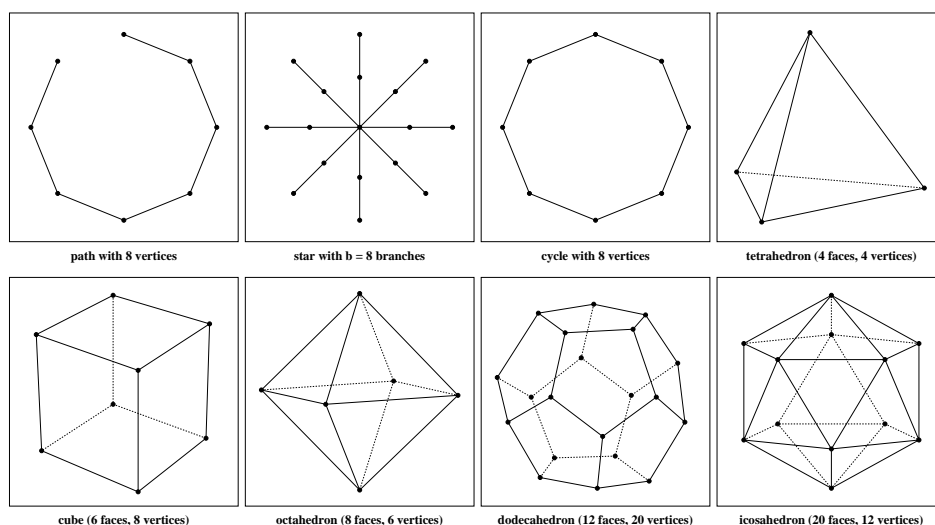 path with 8 vertices
star with b = 8 branches
cycle with 8 vertices
tetrahedron (4 faces, 4 vertices)
cube (6 faces, 8 vertices)
octahedron (8 faces, 6 vertices)
dodecahedron (12 faces, 20 vertices)
icosahedron (20 faces, 12 vertices)